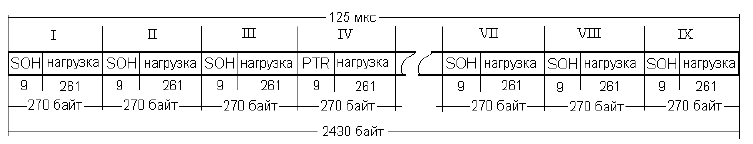 125 мкс
I II III IV VII VIII IX
SOH нагрузка SOH нагрузка SOH нагрузка PTR нагрузка SOH нагрузка SOH нагрузка SOH нагрузка
9 261 9 261 9 261 9 261 9 261 9 261 9 261
270 байт 270 байт 270 байт 270 байт 270 байт 270 байт 270 байт
2430 байт